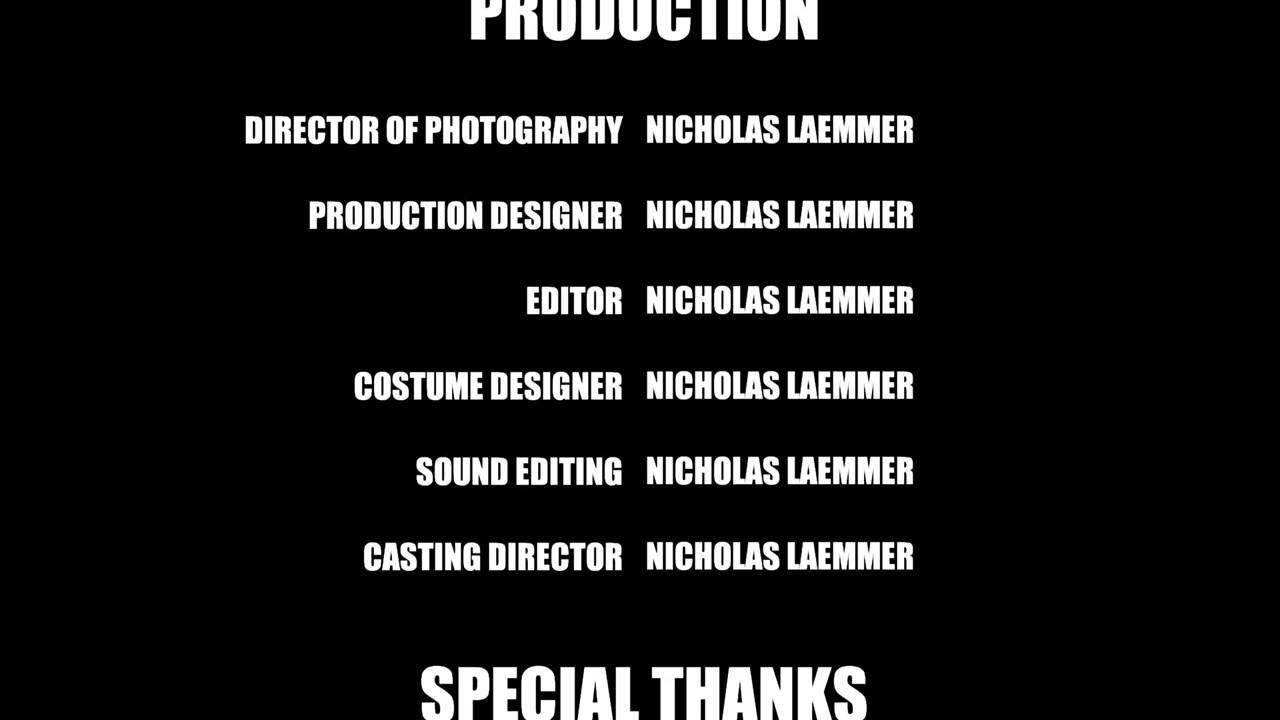 PRODUCTION
DIRECTOR OF PHOTOGRAPHY NICHOLAS LAEMMER
PRODUCTION DESIGNER NICHOLAS LAEMMER
EDITOR NICHOLAS LAEMMER
COSTUME DESIGNER NICHOLAS LAEMMER
SOUND EDITING NICHOLAS LAEMMER
CASTING DIRECTOR NICHOLAS LAEMMER
SPECIAL THANKS